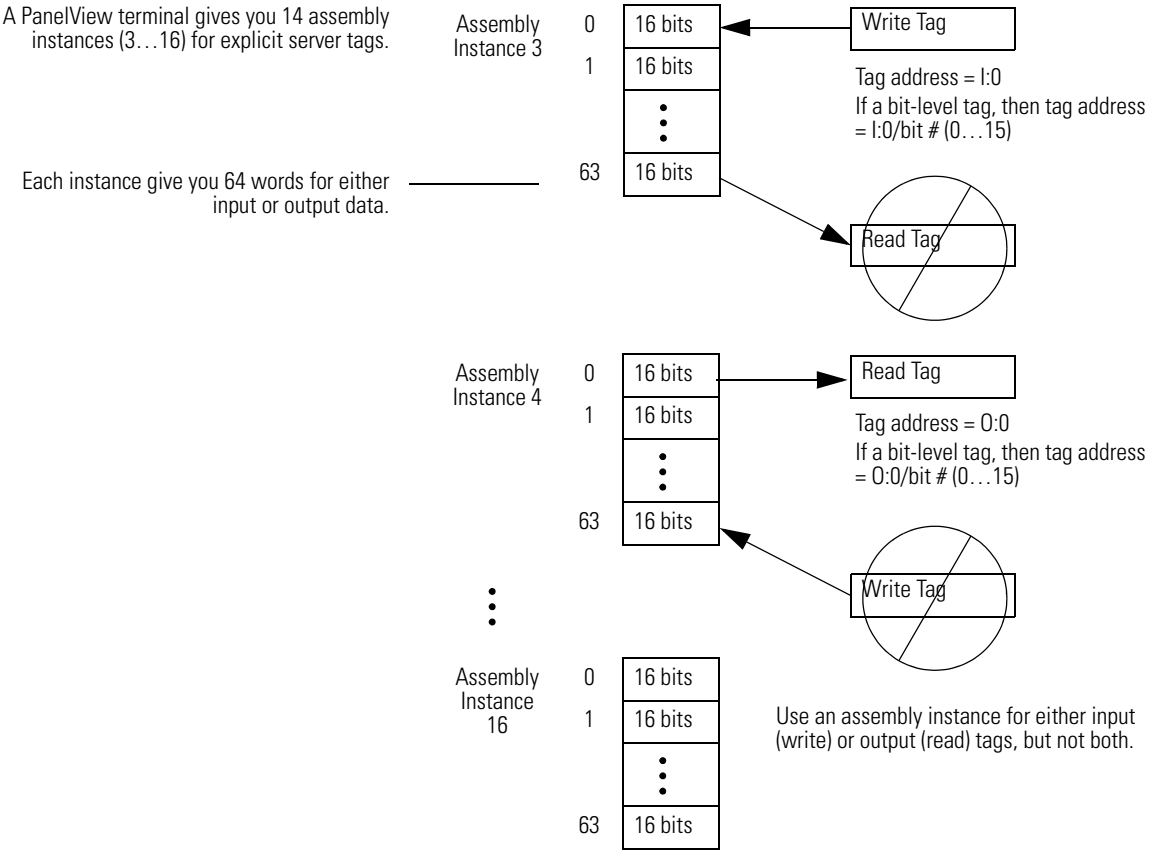 A PanelView terminal gives you 14 assembly
instances (3…16) for explicit server tags.
Each instance give you 64 words for either
input or output data.
Assembly
Instance 3
0
16 bits
1
16 bits
63
16 bits
Write Tag
Tag address = I:0
If a bit-level tag, then tag address
= I:0/bit # (0…15)
Read Tag
Assembly
Instance 4
0
16 bits
1
16 bits
63
16 bits
Read Tag
Tag address = O:0
If a bit-level tag, then tag address
= O:0/bit # (0…15)
Write Tag
Assembly
Instance
16
0
16 bits
1
16 bits
63
16 bits
Use an assembly instance for either input
(write) or output (read) tags, but not both.